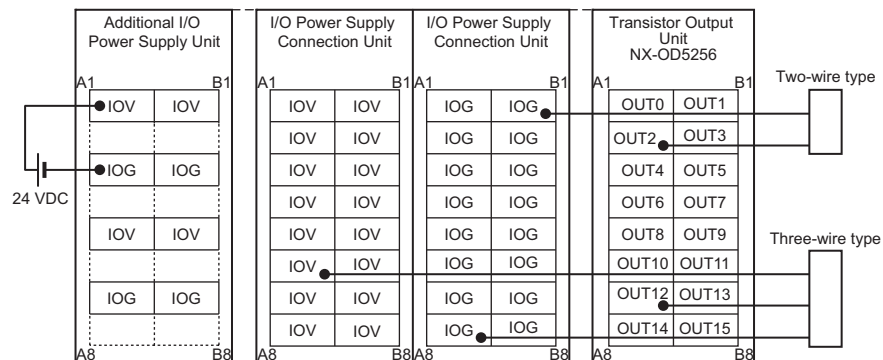 Additional I/O
Power Supply Unit
I/O Power Supply
Connection Unit
I/O Power Supply
Connection Unit
Transistor Output
Unit
NX-OD5256
Two-wire type
A1 B1 A1 B1 A1 B1 A1 B1
IOV IOV IOV IOV IOG IOG OUT0 OUT1
IOV IOV IOG IOG OUT2 OUT3
IOG IOG IOV IOV IOG IOG OUT4 OUT5
24 VDC
IOV IOV IOG IOG OUT6 OUT7
IOV IOV IOV IOV IOG IOG OUT8 OUT9
Three-wire type
IOV IOV IOG IOG OUT10 OUT11
IOG IOG IOV IOV IOG IOG OUT12 OUT13
IOV IOV IOG IOG OUT14 OUT15
A8 B8 A8 B8 A8 B8 A8 B8